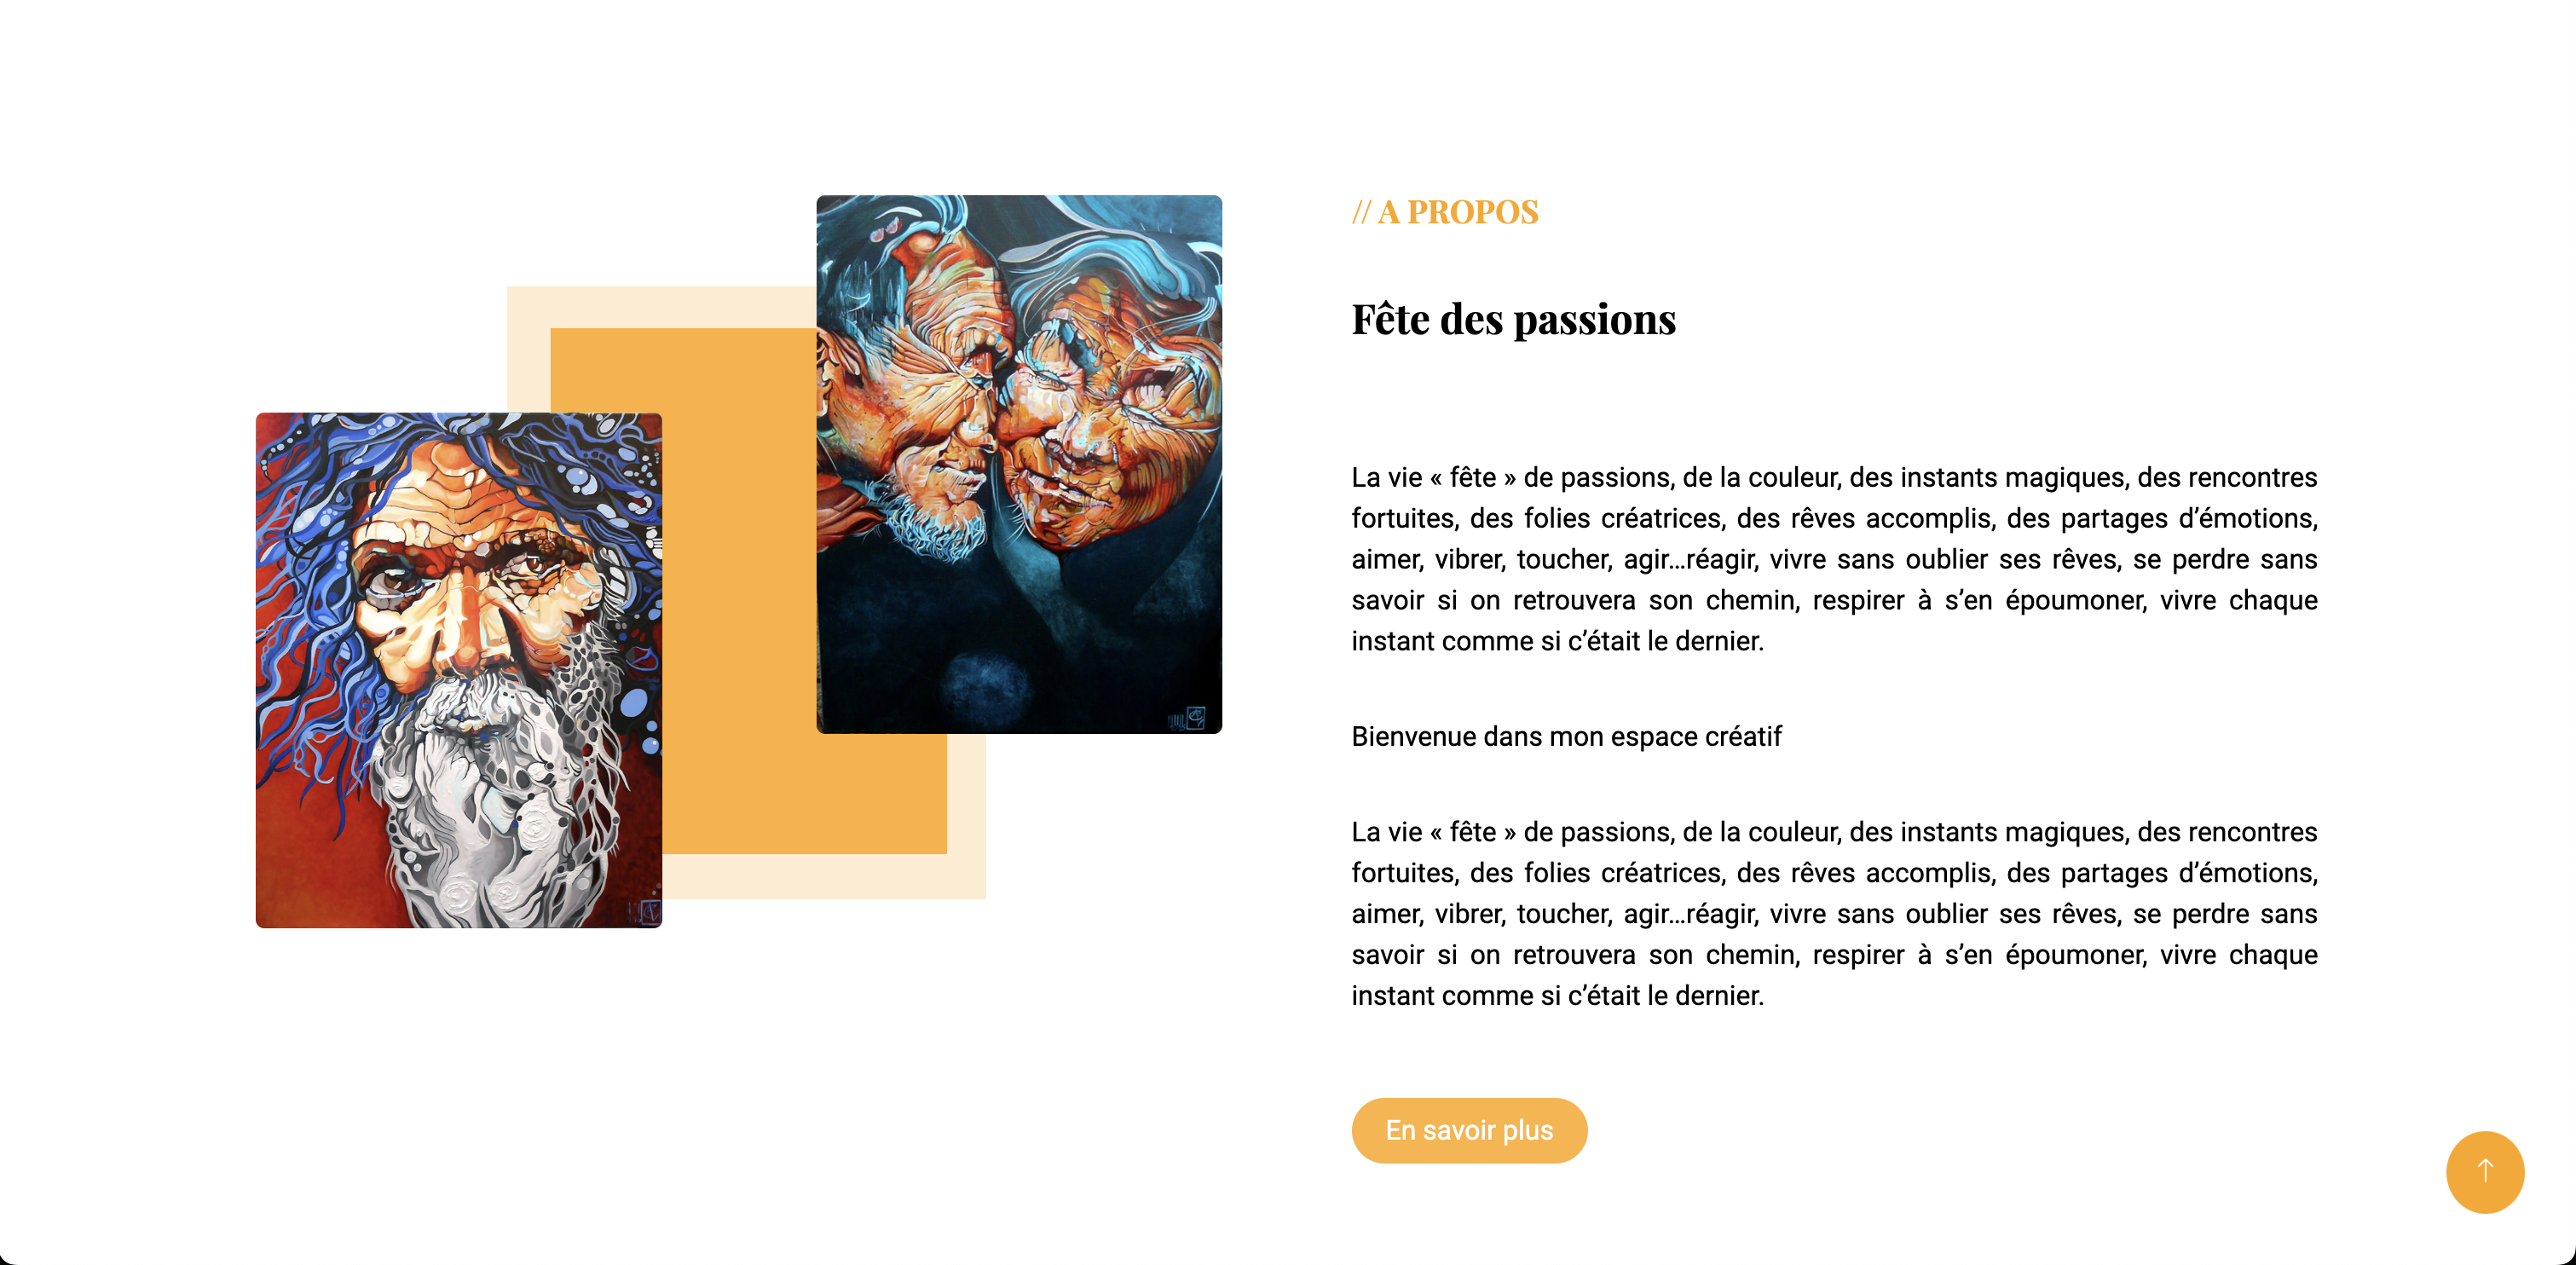 // A PROPOS
Fête des passions
La vie « fête » de passions, de la couleur, des instants magiques, des rencontres
fortuites, des folies créatrices, des rêves accomplis, des partages d’émotions,
aimer, vibrer, toucher, agir…réagir, vivre sans oublier ses rêves, se perdre sans
savoir si on retrouvera son chemin, respirer à s’en époumoner, vivre chaque
instant comme si c’était le dernier.
Bienvenue dans mon espace créatif
La vie « fête » de passions, de la couleur, des instants magiques, des rencontres
fortuites, des folies créatrices, des rêves accomplis, des partages d’émotions,
aimer, vibrer, toucher, agir…réagir, vivre sans oublier ses rêves, se perdre sans
savoir si on retrouvera son chemin, respirer à s’en époumoner, vivre chaque
instant comme si c’était le dernier.
En savoir plus